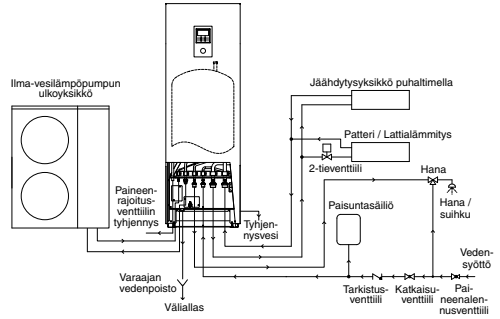 Ilma-vesilämpöpumpun
ulkoyksikkö
Jäähdytysyksikkö puhaltimella
Patteri / Lattialämmitys
2-tieventtiili
Hana
Hana /
suihku
Paineen-
rajoitus-
venttiilin
tyhjennys
Tyhjen-
nysvesi
Paisuntasäiliö
Veden-
syöttö
Varaajan
vedenpoisto
Väliallas
Tarkistus-
venttiili
Katkaisu-
venttiili
Pai-
neenalen-
nusventtiili